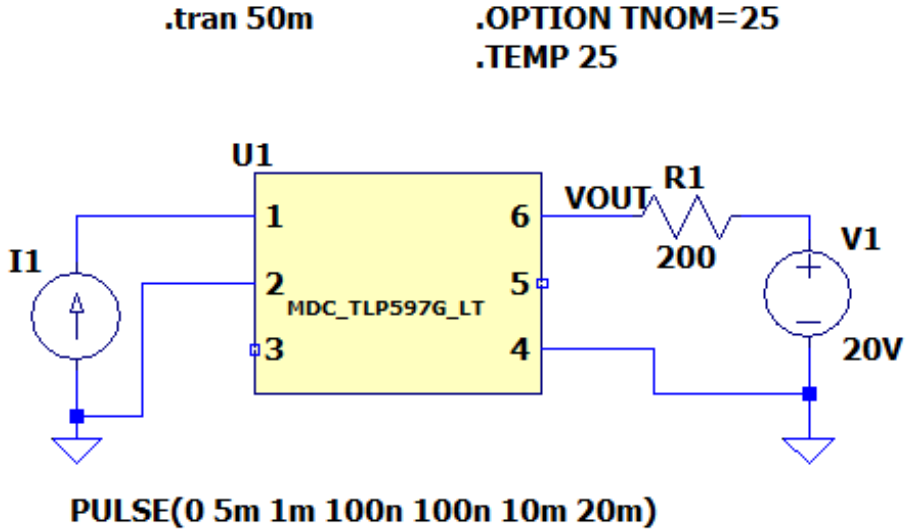 .tran 50m
.OPTION TNOM=25
.TEMP 25
U1
I1
1
2
3
MDC_TLP597G_LT
6
5
4
VOUT
R1
200
V1
20V
PULSE(0 5m 1m 100n 100n 10m 20m)